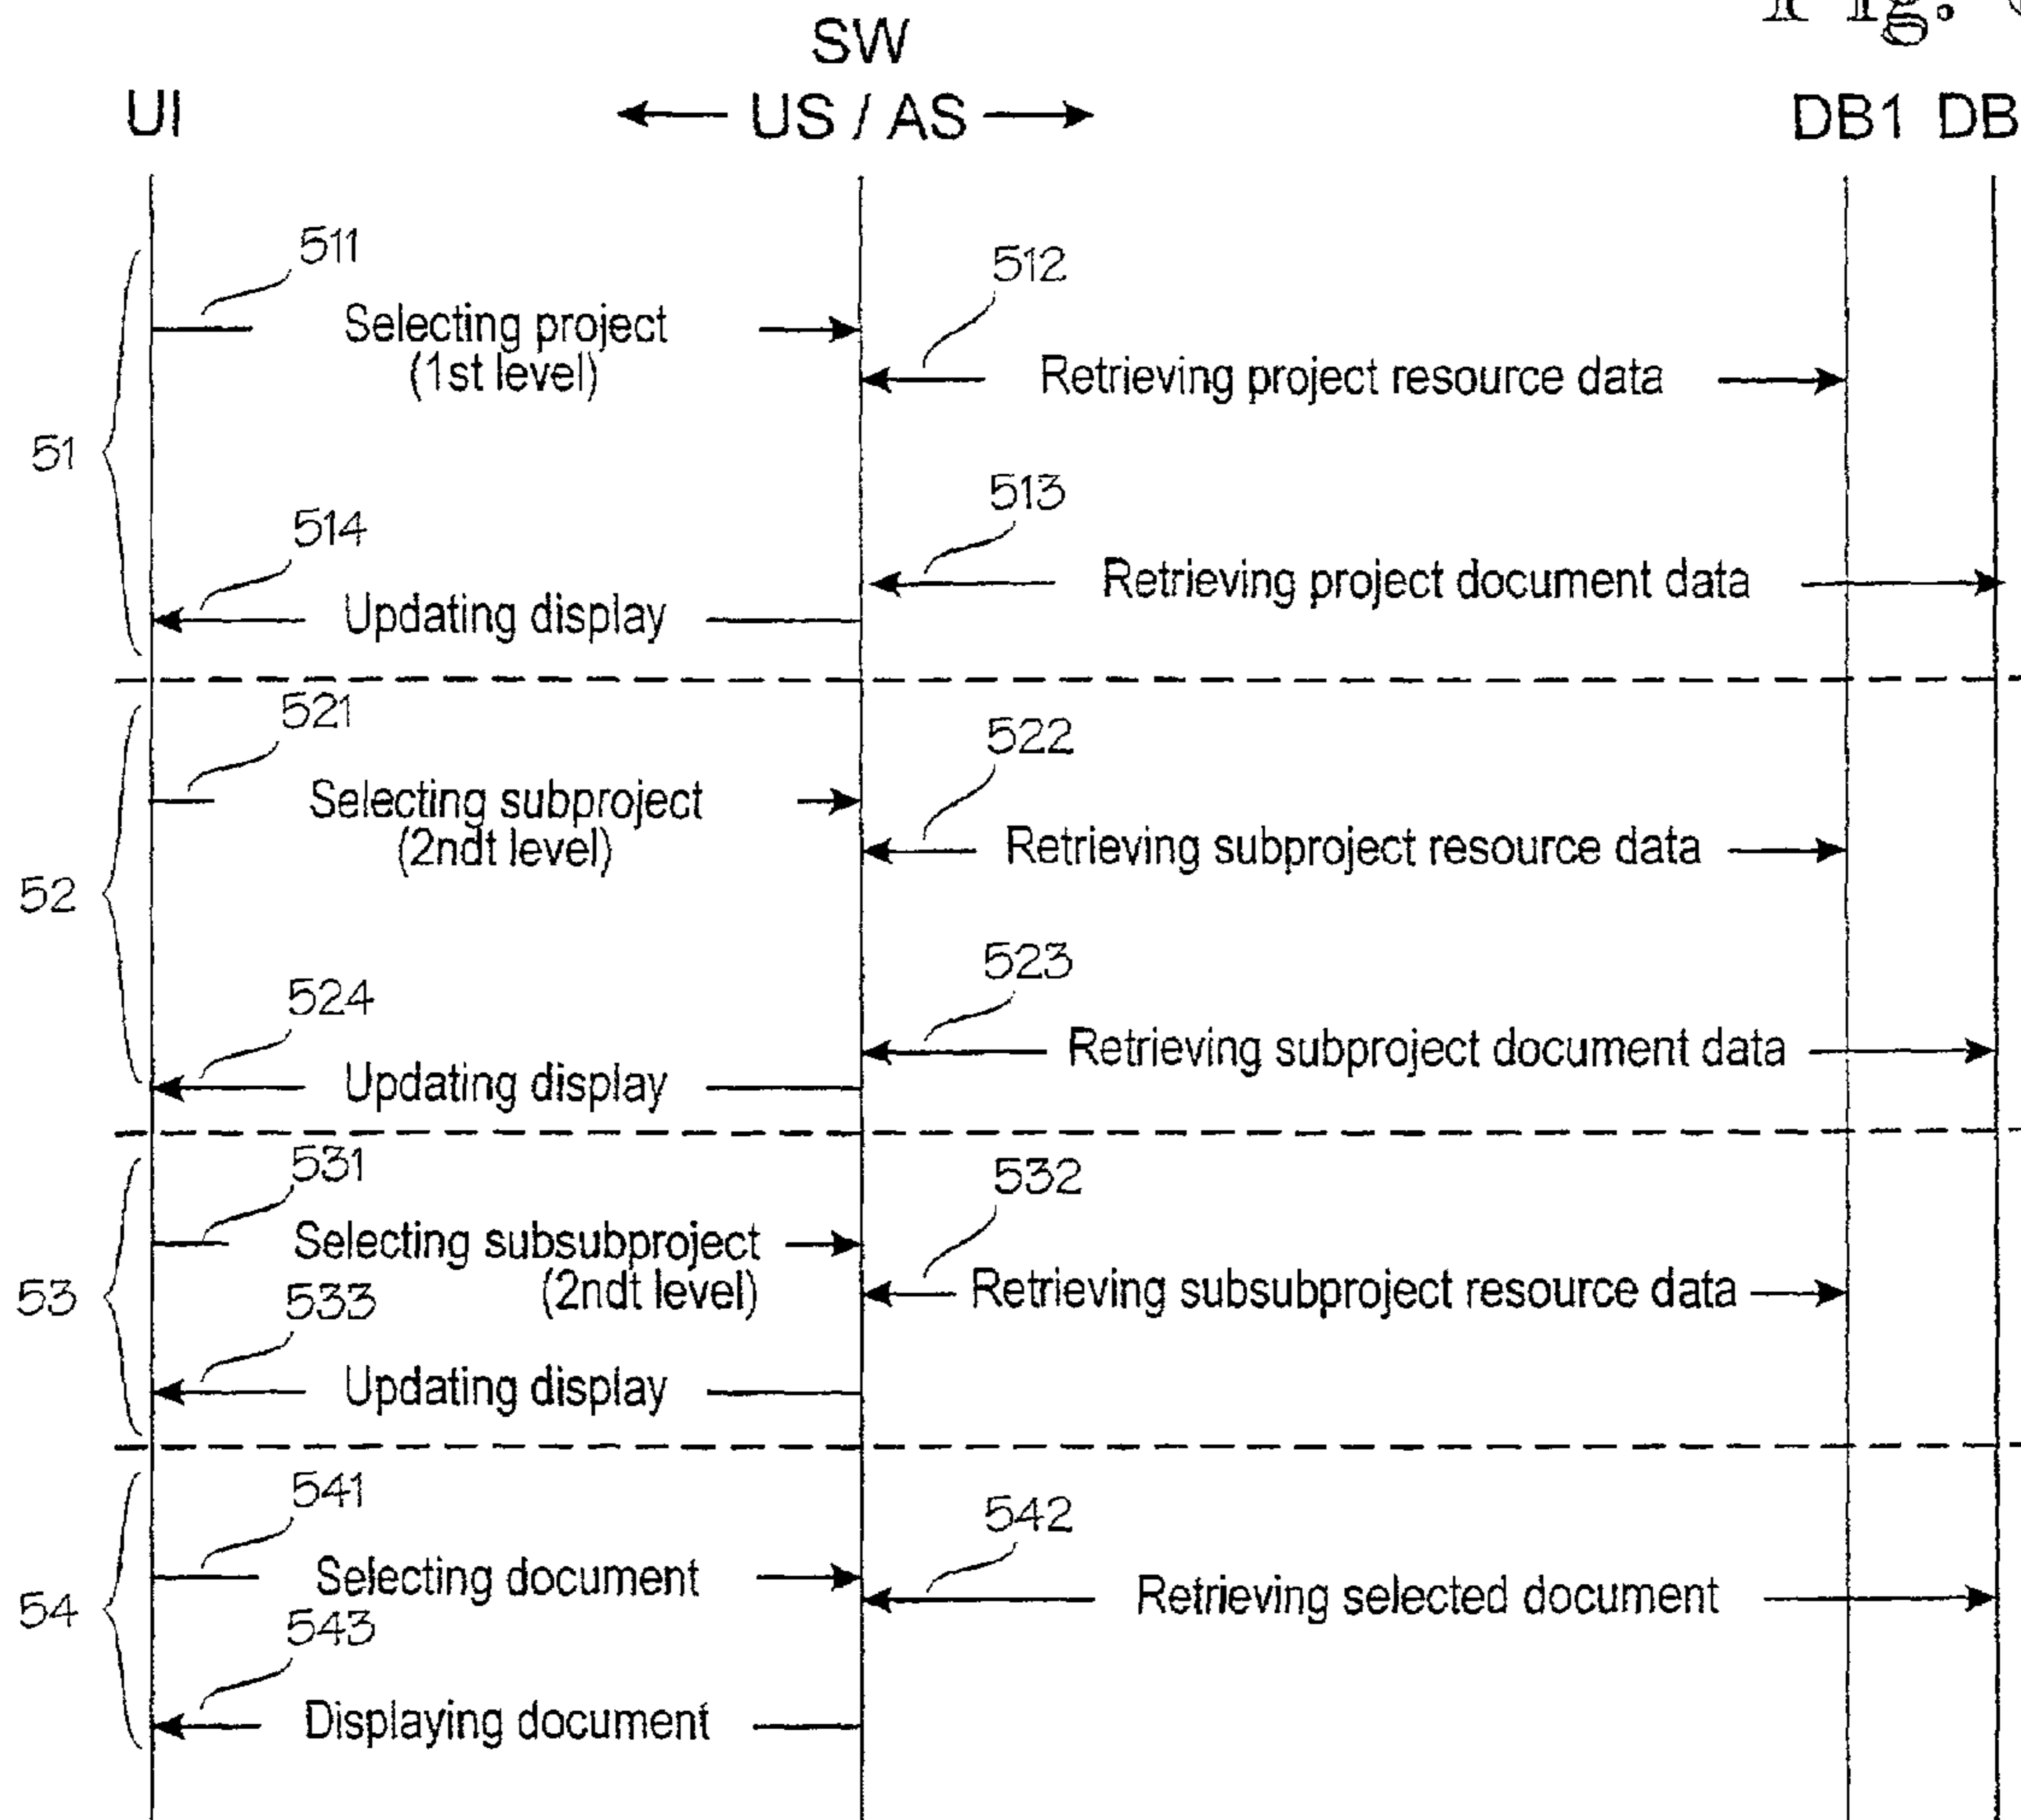 Fig.
SW
UI
US / AS
DB1 DB
511
512
Selecting project
(1st level)
Retrieving project resource data
51
513
514
Retrieving project document data
Updating display
521
522
Selecting subproject
(2ndt level)
Retrieving subproject resource data
52
523
524
Retrieving subproject document data
Updating display
531
532
Selecting subsubproject
(2ndt level)
Retrieving subsubproject resource data
53
533
Updating display
541
542
Selecting document
Retrieving selected document
54
543
Displaying document